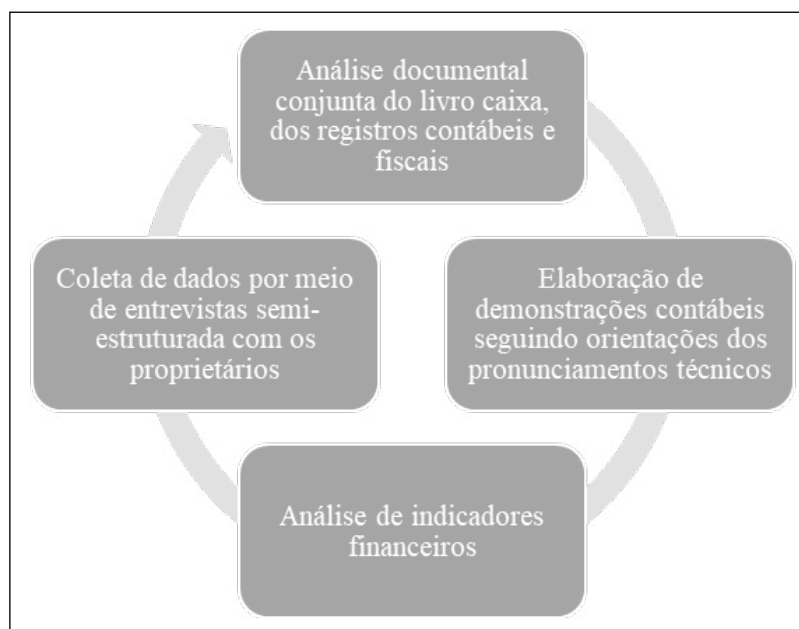 Análise documental
conjunta do livro caixa,
dos registros contábeis e
fiscais
Coleta de dados por meio
de entrevistas semi-
estruturada com os
proprietários
Elaboração de
demonstrações contábeis
seguindo orientações dos
pronunciamentos técnicos
Análise de indicadores
financeiros